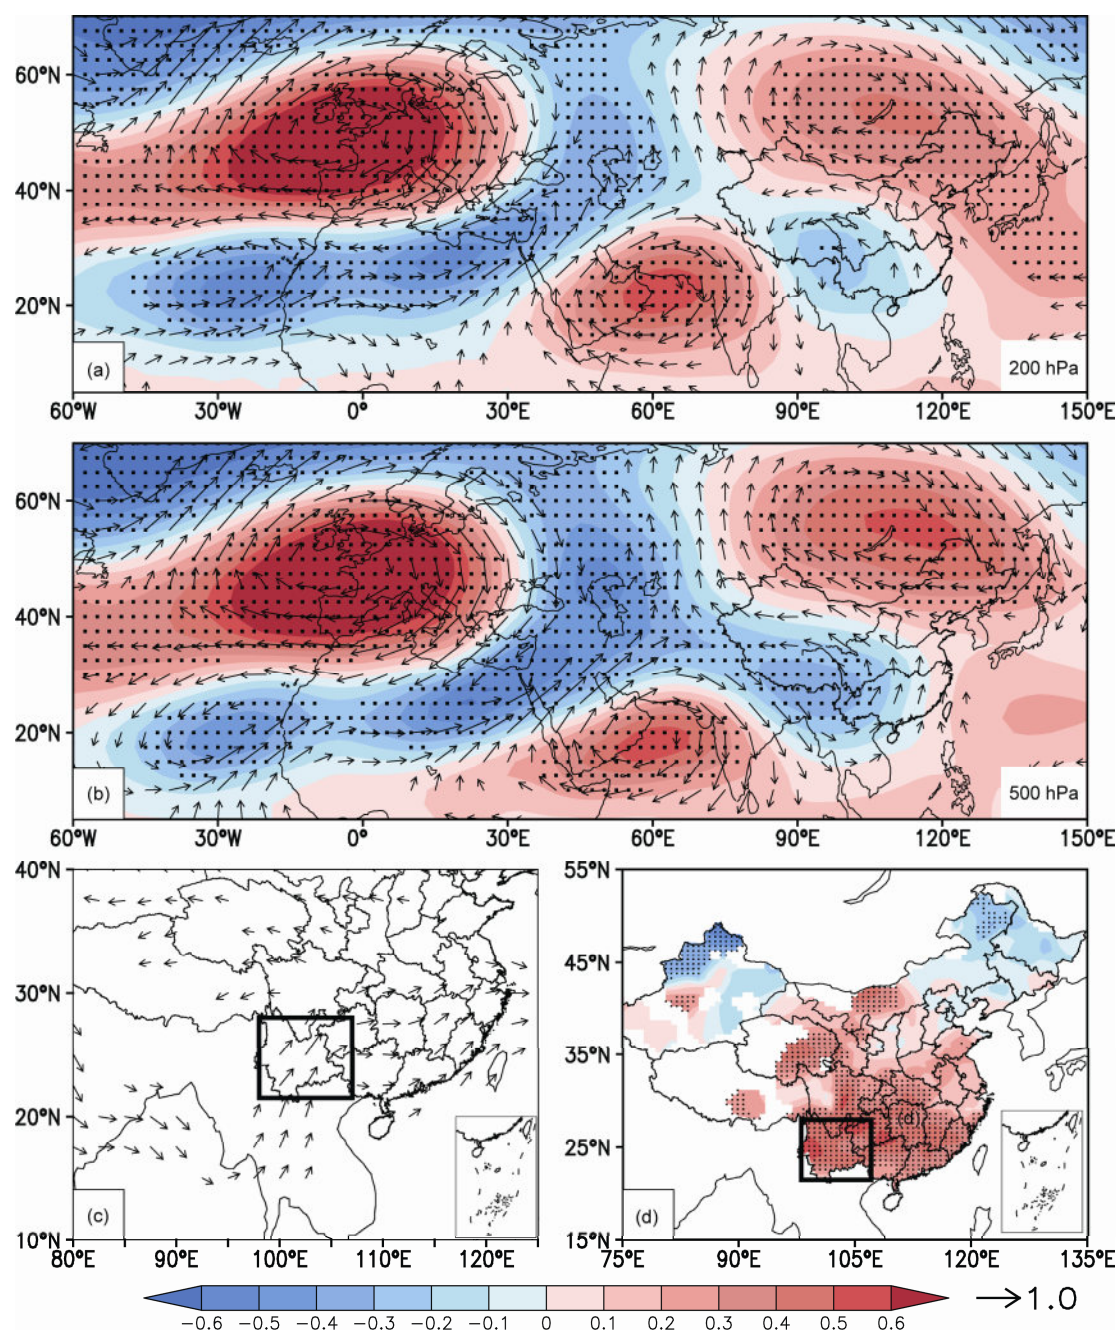 60°N
40°N
20°N
(a)
200 hPa
60°W 30°W 0° 30°E 60°E 90°E 120°E 150°E
60°N
40°N
20°N
(b)
500 hPa
60°W 30°W 0° 30°E 60°E 90°E 120°E 150°E
40°N
30°N
20°N
10°N
(c)
80°E 90°E 100°E 110°E 120°E
55°N
45°N
35°N
25°N
15°N
(d)
(d)
75°E 90°E 105°E 120°E 135°E
−0.6 −0.5 −0.4 −0.3 −0.2 −0.1 0 0.1 0.2 0.3 0.4 0.5 0.6
1.0